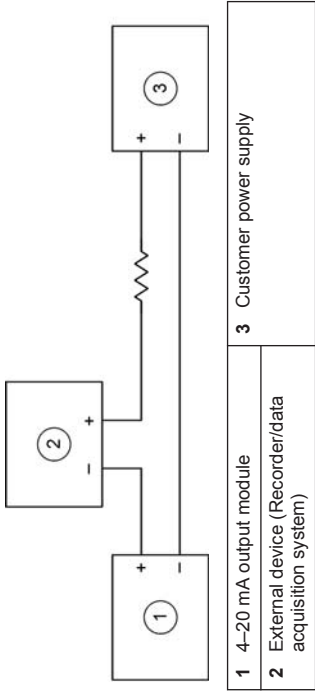 2
− +
1
+
−
3
+
−
1 4–20 mA output module
3 Customer power supply
2 External device (Recorder/data
acquisition system)